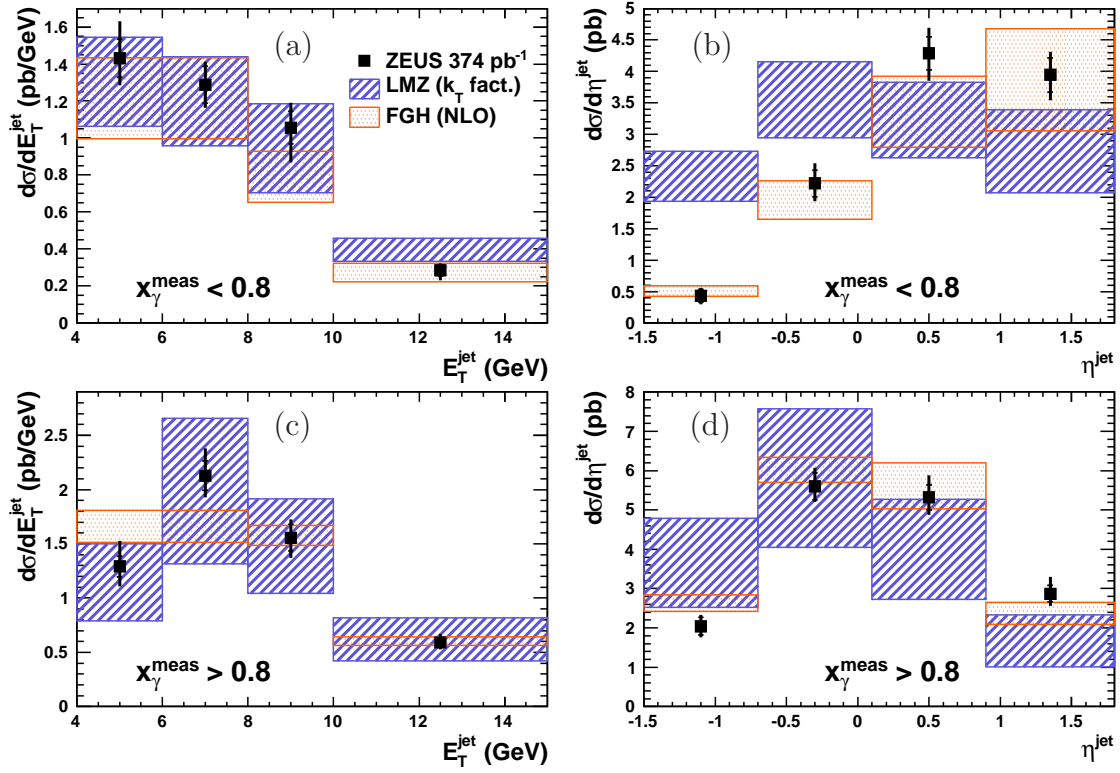 (a)
ZEUS 374 pb⁻¹
LMZ (k_T fact.)
FGH (NLO)
dσ/dE_T^jet (pb/GeV)
1.6
1.4
1.2
1
0.8
0.6
0.4
0.2
0
x_γ^meas < 0.8
4 6 8 10 12 14
E_T^jet (GeV)
(b)
dσ/dη^jet (pb)
5
4.5
4
3.5
3
2.5
2
1.5
1
0.5
0
x_γ^meas < 0.8
-1.5 -1 -0.5 0 0.5 1 1.5
η^jet
(c)
dσ/dE_T^jet (pb/GeV)
2.5
2
1.5
1
0.5
0
x_γ^meas > 0.8
4 6 8 10 12 14
E_T^jet (GeV)
(d)
dσ/dη^jet (pb)
8
7
6
5
4
3
2
1
0
x_γ^meas > 0.8
-1.5 -1 -0.5 0 0.5 1 1.5
η^jet